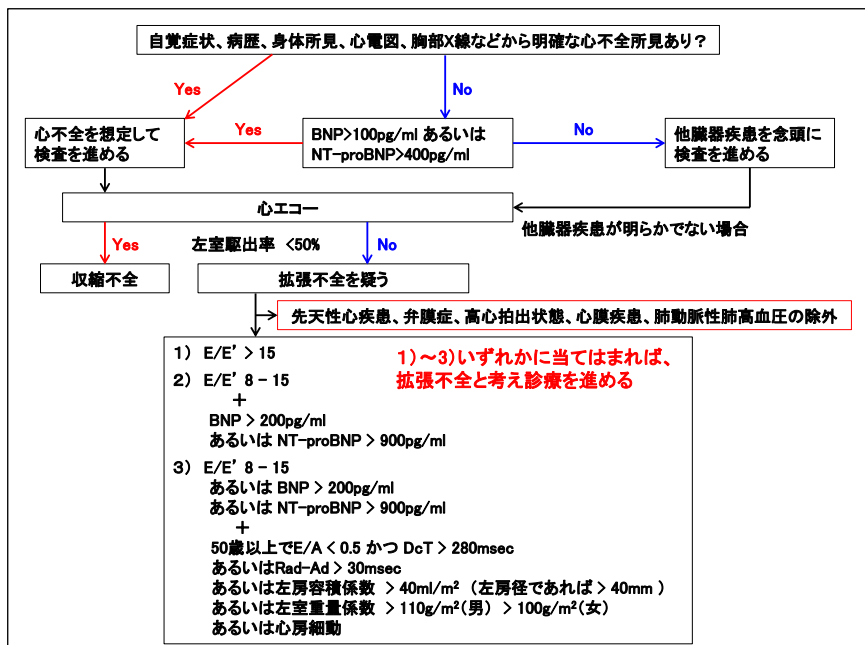 自覚症状、病歴、身体所見、心電図、胸部X線などから明確な心不全所見あり？
Yes
No
心不全を想定して
検査を進める
Yes
BNP>100pg/ml あるいは
NT-proBNP>400pg/ml
No
他臓器疾患を念頭に
検査を進める
心エコー
他臓器疾患が明らかでない場合
Yes
左室駆出率 <50%
No
収縮不全
拡張不全を疑う
先天性心疾患、弁膜症、高心拍出状態、心膜疾患、肺動脈性肺高血圧の除外
1） E/E' > 15
1）～3）いずれかに当てはまれば、
拡張不全と考え診療を進める
2） E/E' 8－15
＋
BNP > 200pg/ml
あるいは NT-proBNP > 900pg/ml
3） E/E' 8－15
あるいは BNP > 200pg/ml
あるいは NT-proBNP > 900pg/ml
＋
50歳以上でE/A < 0.5 かつ DcT > 280msec
あるいはRad-Ad > 30msec
あるいは左房容積係数 > 40ml/m² （左房径であれば > 40mm ）
あるいは左室重量係数 > 110g/m²（男） > 100g/m²（女）
あるいは心房細動